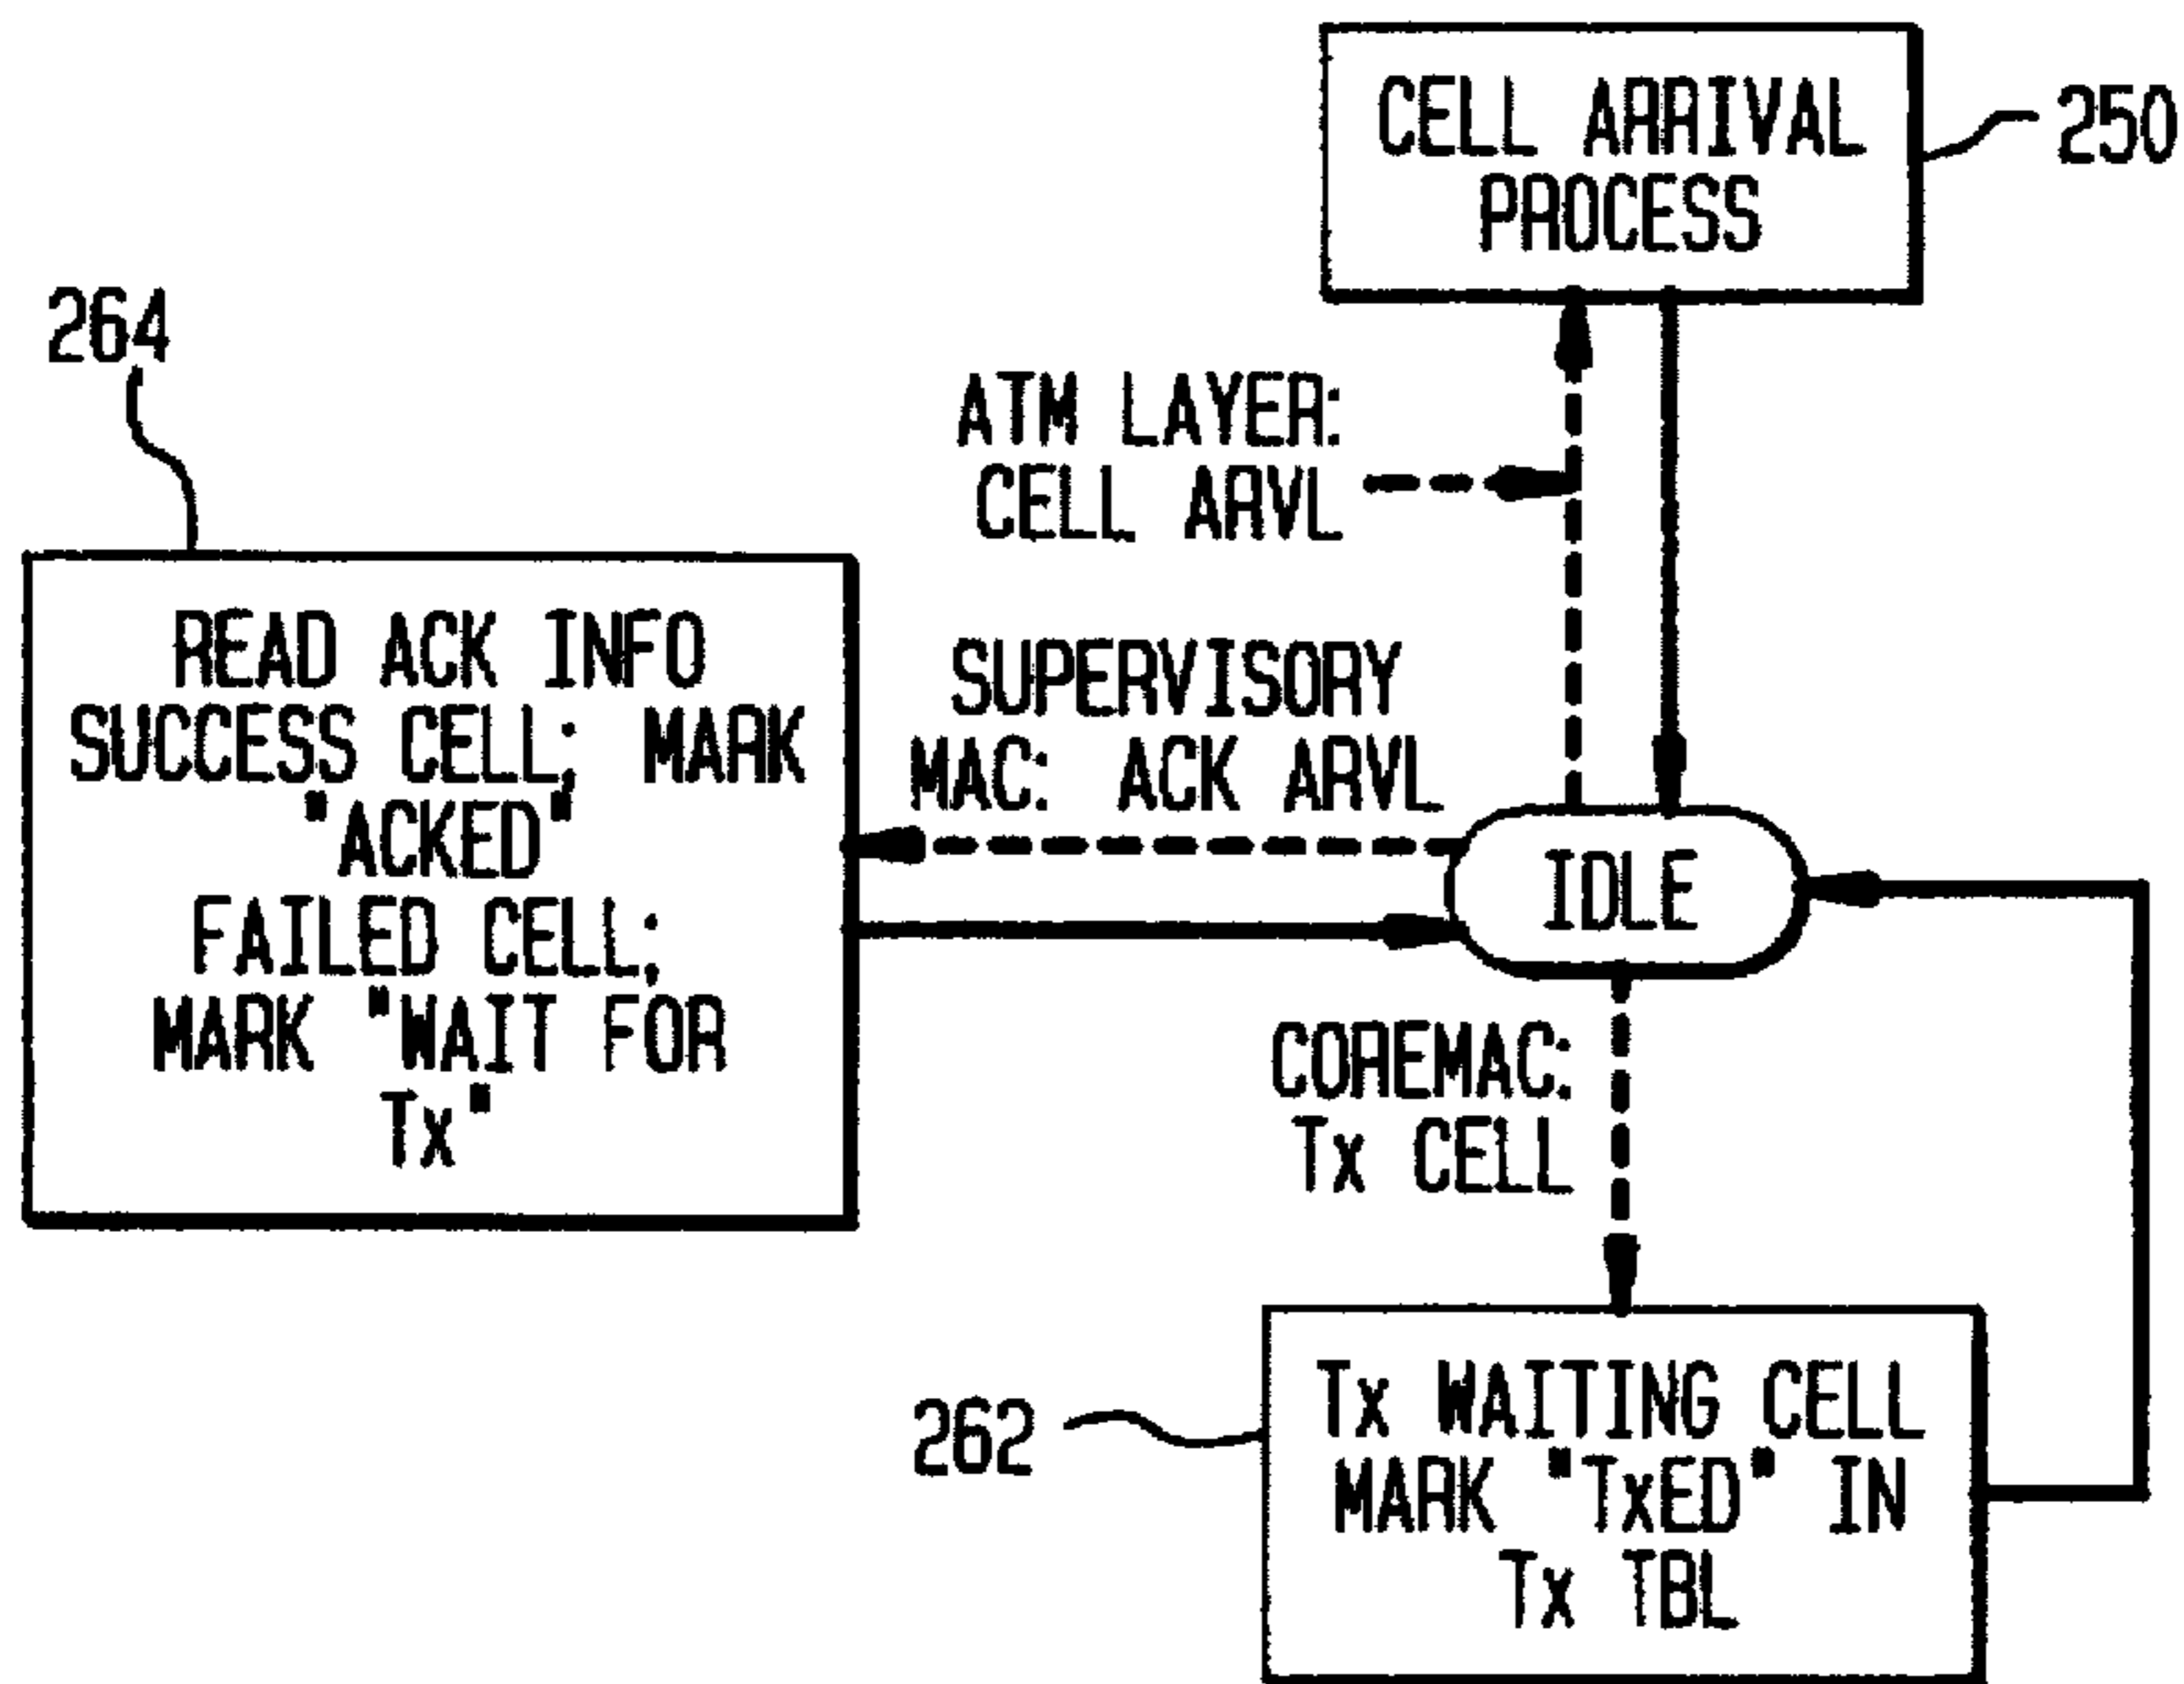 CELL ARRIVAL
PROCESS
250
264
ATM LAYER:
CELL ARVL
READ ACK INFO
SUCCESS CELL; MARK
"ACKED"
FAILED CELL;
MARK "WAIT FOR
Tx"
SUPERVISORY
MAC: ACK ARVL
IDLE
COREMAC:
Tx CELL
262
Tx WAITING CELL
MARK "TxED" IN
Tx TBL